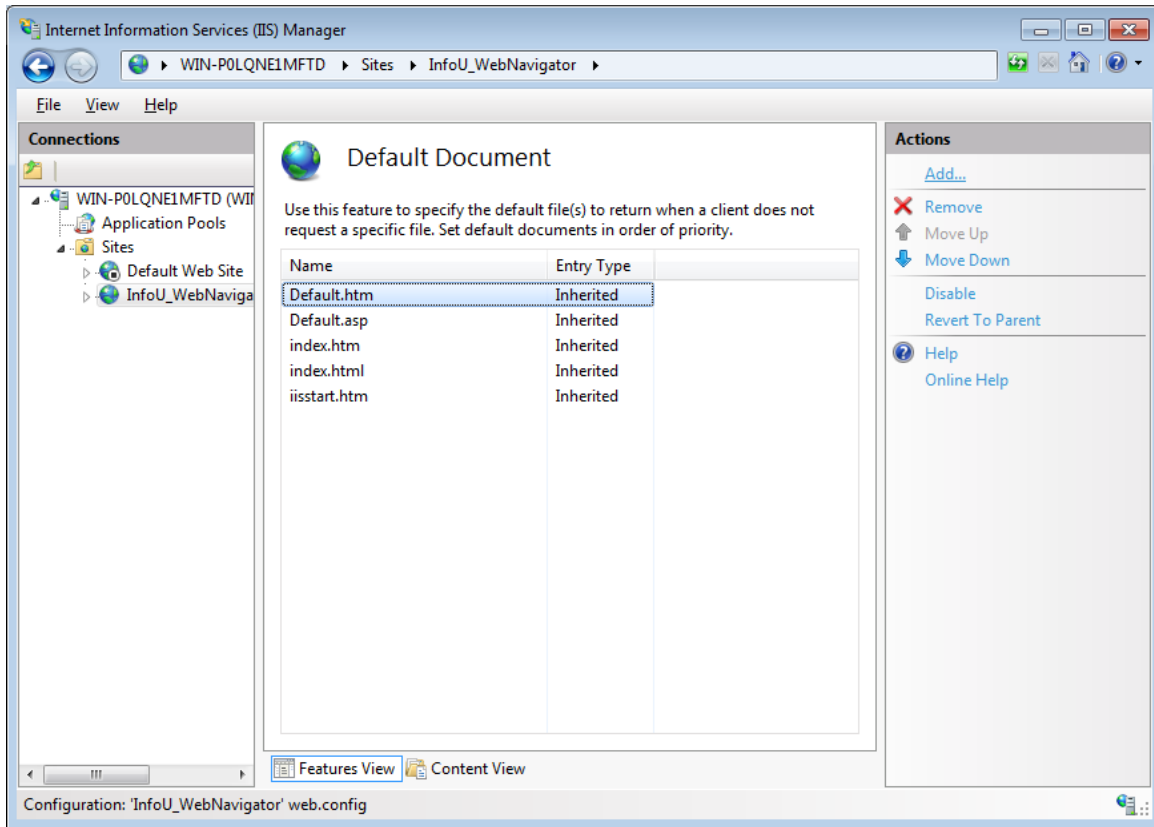 Internet Information Services (IIS) Manager
WIN-P0LQNE1MFTD Sites InfoU_WebNavigator
File View Help
Connections
WIN-P0LQNE1MFTD (WII
Application Pools
Sites
Default Web Site
InfoU_WebNaviga
Default Document
Use this feature to specify the default file(s) to return when a client does not
request a specific file. Set default documents in order of priority.
Name Entry Type
Default.htm Inherited
Default.asp Inherited
index.htm Inherited
index.html Inherited
iisstart.htm Inherited
Features View Content View
Actions
Add...
Remove
Move Up
Move Down
Disable
Revert To Parent
Help
Online Help
Configuration: 'InfoU_WebNavigator' web.config